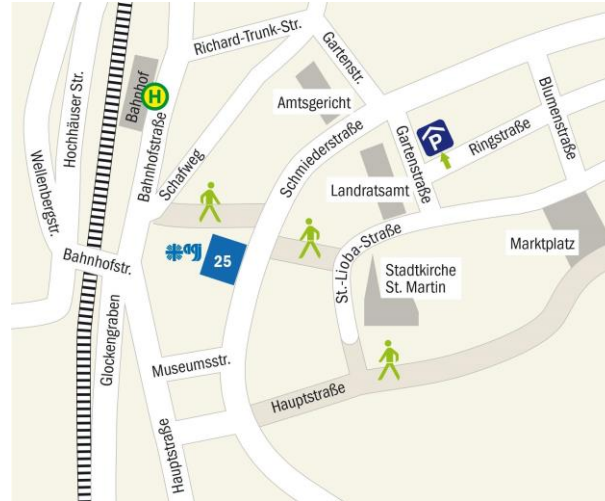 Richard-Trunk-Str.
Gartenstr.
Hochhäuser Str.
Bahnhof
H
Amtsgericht
Blumenstraße
Bahnhofstraße
Schmiederstraße
P
Ringstraße
Gartenstraße
Schafweg
Landratsamt
Wellenbergstr.
St.-Lioba-Straße
Marktplatz
Bahnhofstr.
agj
25
Stadtkirche
St. Martin
Glockengraben
Museumsstr.
Hauptstraße
Hauptstraße